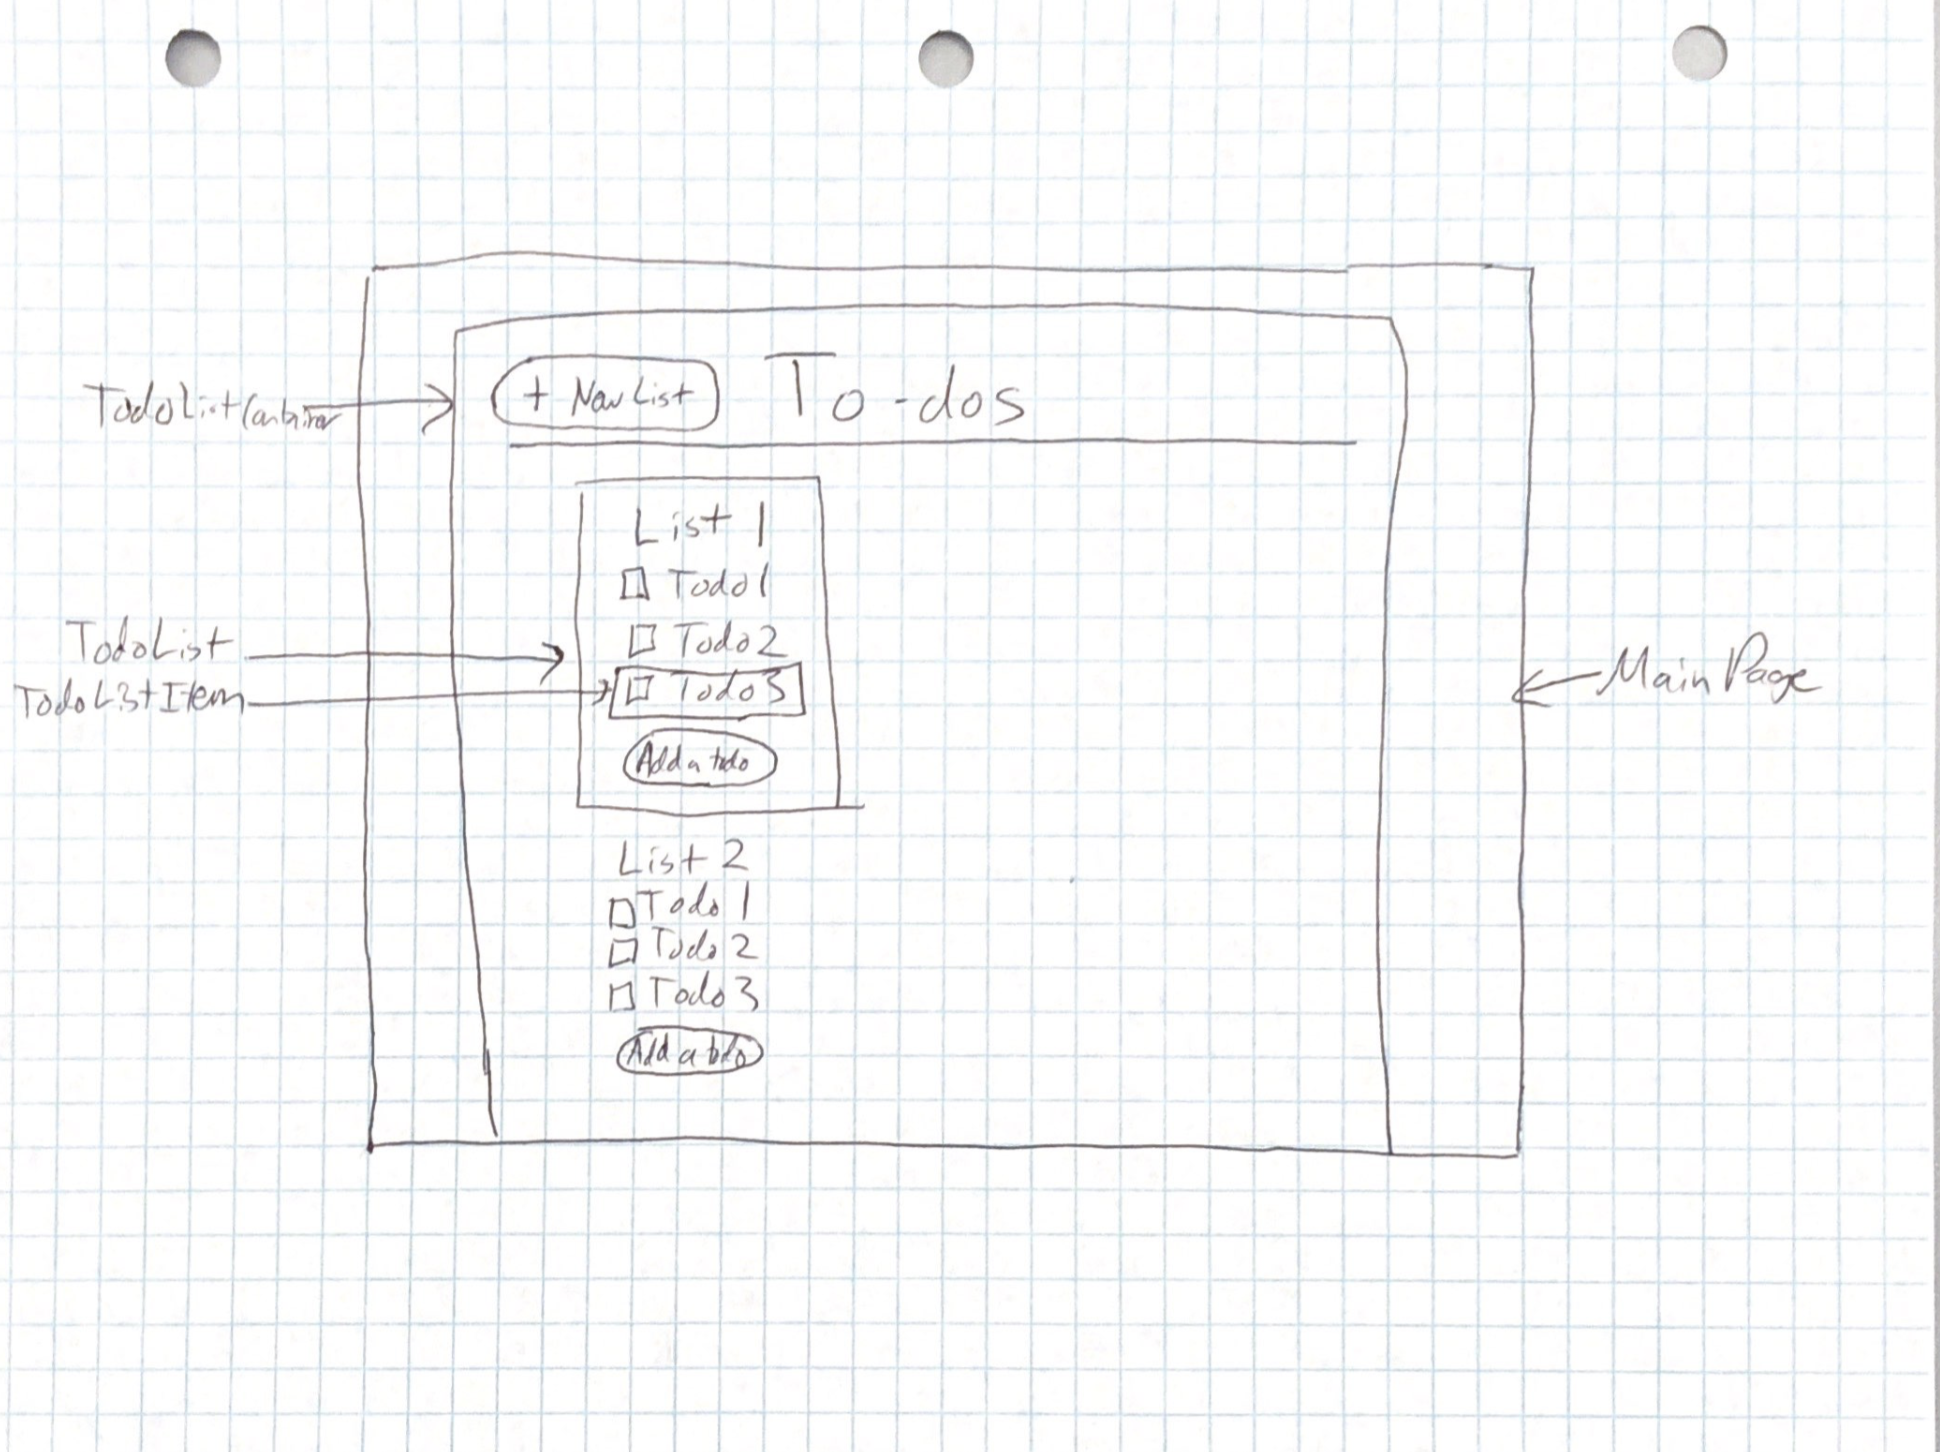 + New List To-dos
TodoListContainer
List 1
Todo 1
Todo 2
TodoList
Todo 3
TodoListItem
Main Page
Add a todo
List 2
Todo 1
Todo 2
Todo 3
Add a todo